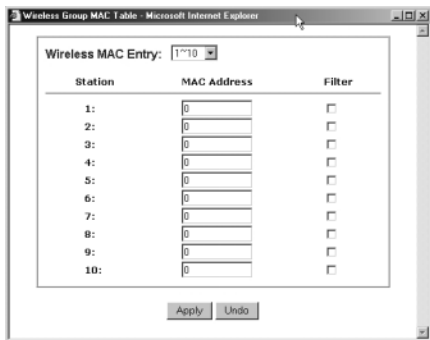 Wireless Group MAC Table - Microsoft Internet Explorer
Wireless MAC Entry: 1~10
Station MAC Address Filter
1: 0
2: 0
3: 0
4: 0
5: 0
6: 0
7: 0
8: 0
9: 0
10: 0
Apply Undo